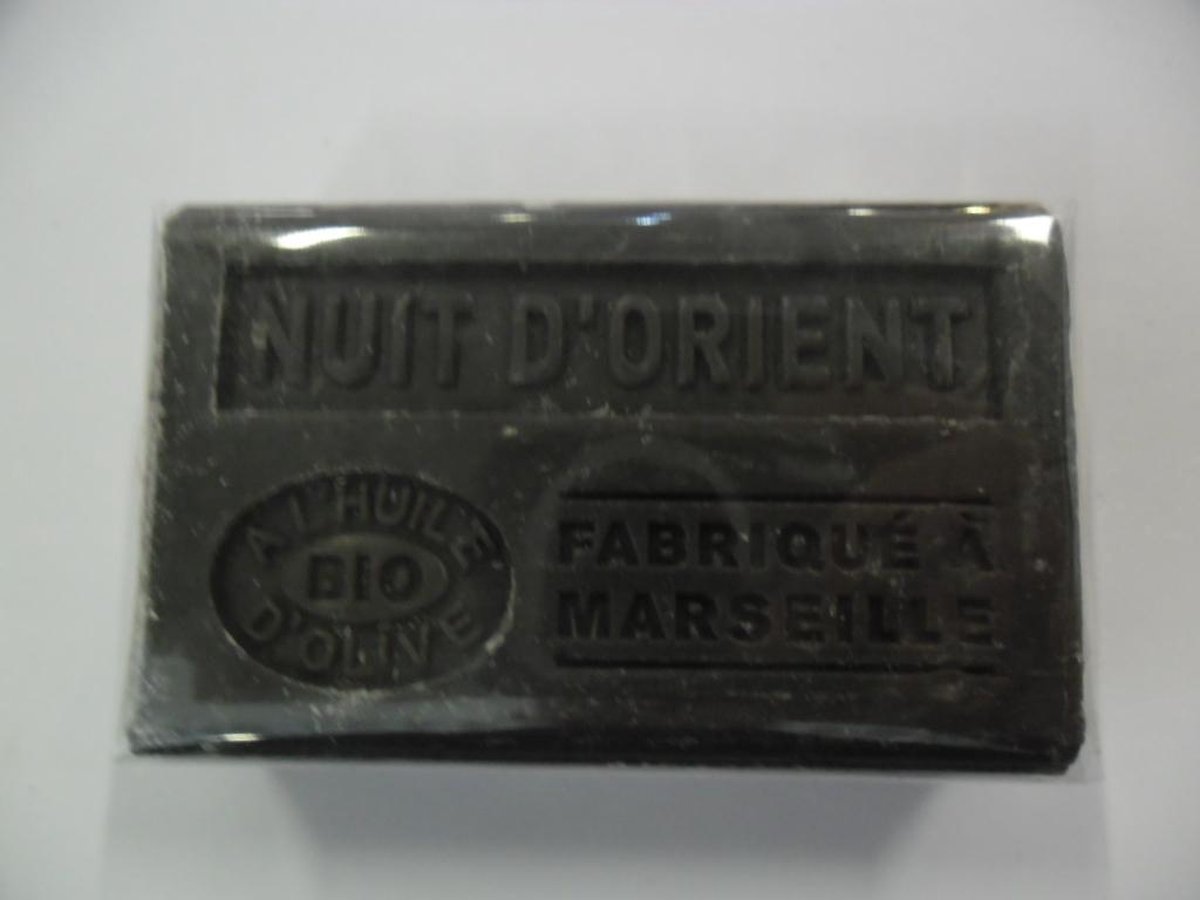 NUIT D'ORIENT
À L'HUILE
BIO
D'OLIVE
FABRIQUÉ À
MARSEILLE